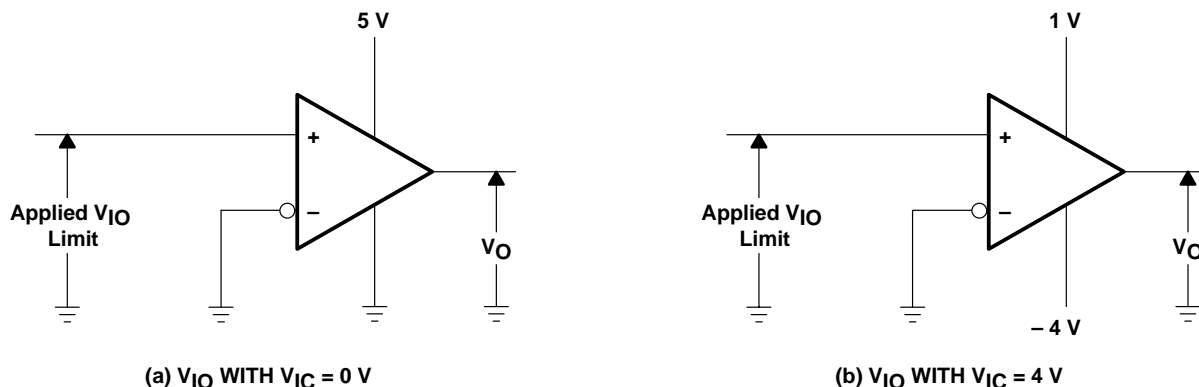 5 V
+
–
Applied VIO
Limit
VO
(a) VIO WITH VIC = 0 V
1 V
+
–
Applied VIO
Limit
VO
– 4 V
(b) VIO WITH VIC = 4 V